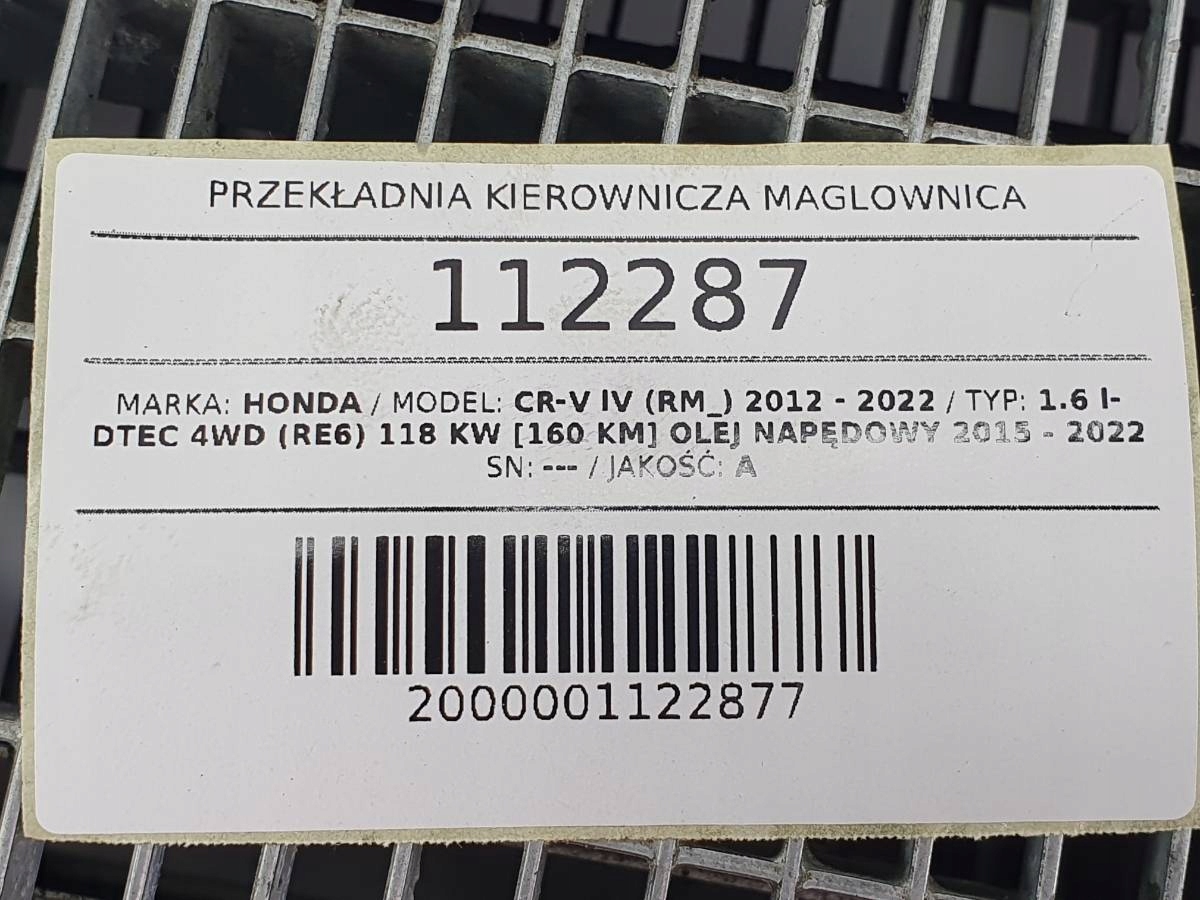 PRZEKŁADNIA KIEROWNICZA MAGLOWNICA
112287
MARKA: HONDA / MODEL: CR-V IV (RM_) 2012 - 2022 / TYP: 1.6 I-
DTEC 4WD (RE6) 118 KW [160 KM] OLEJ NAPĘDOWY 2015 - 2022
SN: --- / JAKOŚĆ: A
2000001122877